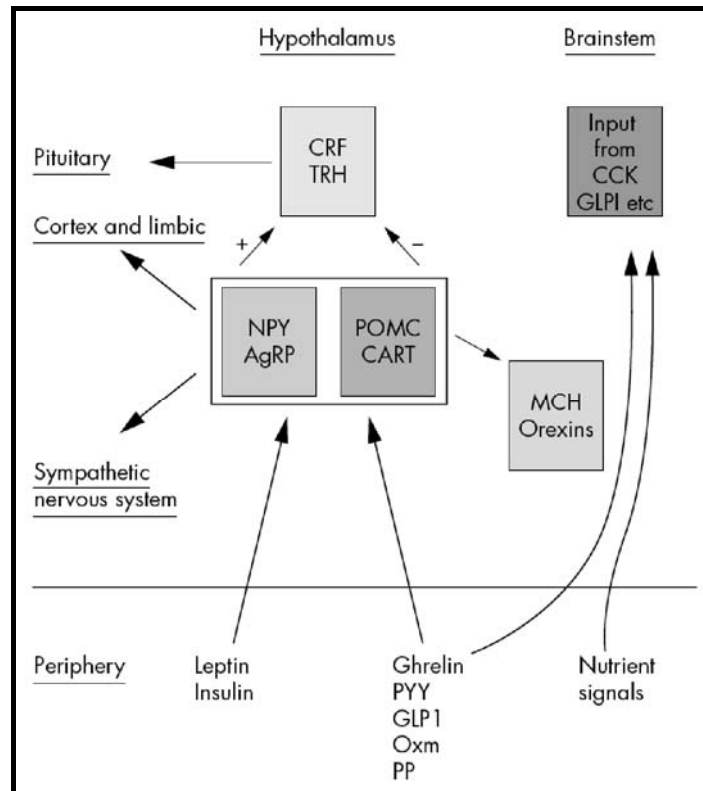 Hypothalamus
Brainstem
CRF
TRH
Input
from
CCK
GLPI etc
Pituitary
Cortex and limbic
+
−
NPY
AgRP
POMC
CART
MCH
Orexins
Sympathetic
nervous system
Periphery
Leptin
Insulin
Ghrelin
PYY
GLP1
Oxm
PP
Nutrient
signals